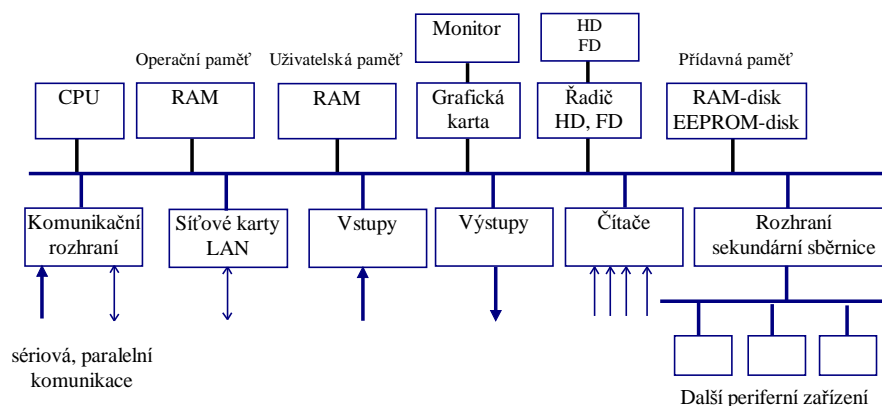 Monitor
HD
FD
Operační paměť
Uživatelská paměť
Přídavná paměť
CPU
RAM
RAM
Grafická
karta
Řadič
HD, FD
RAM-disk
EEPROM-disk
Komunikační
rozhraní
Síťové karty
LAN
Vstupy
Výstupy
Čítače
Rozhraní
sekundární sběrnice
sériová, paralelní
komunikace
Další periferní zařízení